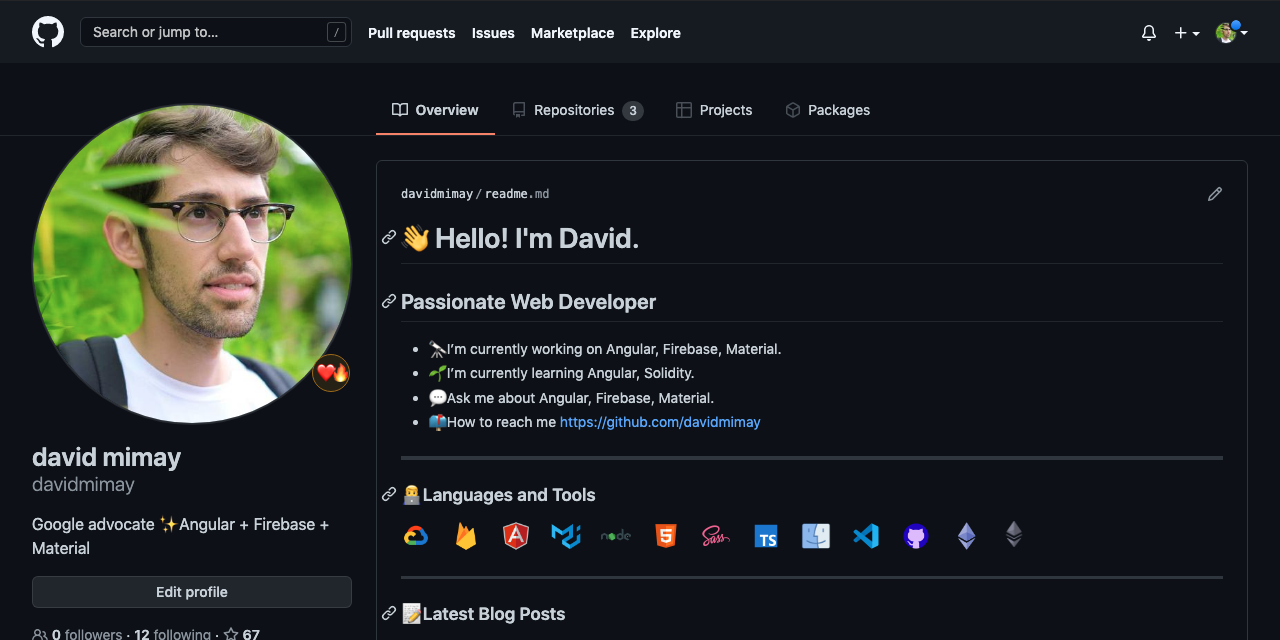 Search or jump to... /
Pull requests
Issues
Marketplace
Explore
Overview
Repositories 3
Projects
Packages
davidmimay/readme.md
👋 Hello! I'm David.
Passionate Web Developer
🔭I'm currently working on Angular, Firebase, Material.
🌱I'm currently learning Angular, Solidity.
💬Ask me about Angular, Firebase, Material.
📫How to reach me https://github.com/davidmimay
👨‍💻Languages and Tools
node
5
Sass
TS
📝Latest Blog Posts
david mimay
davidmimay
Google advocate ✨Angular + Firebase +
Material
Edit profile
0 followers · 12 following · 67